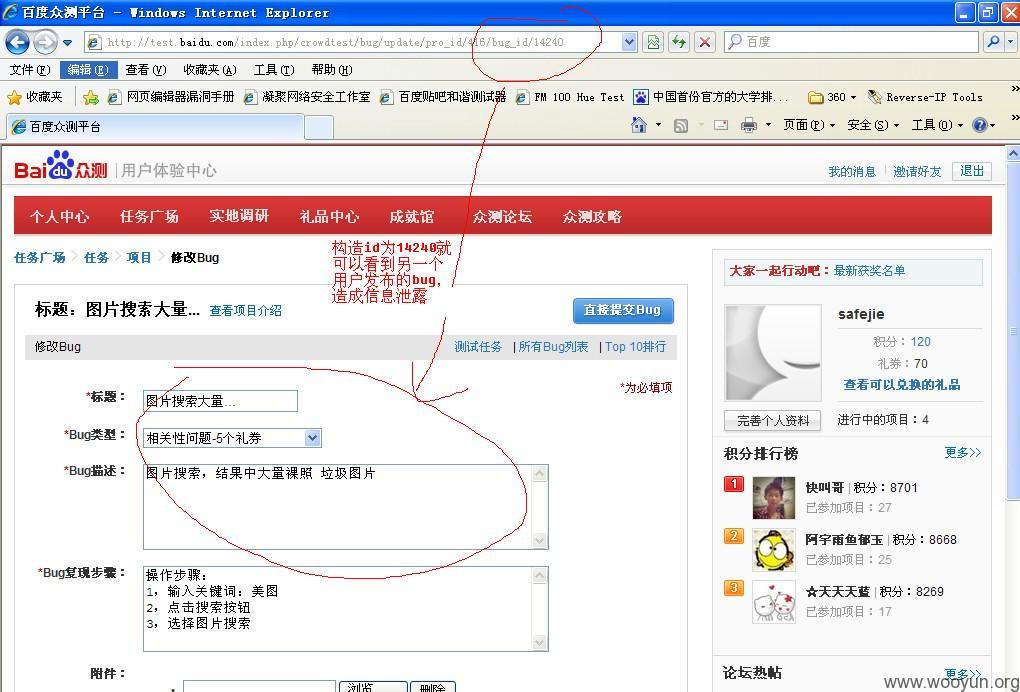 百度众测平台 - Windows Internet Explorer
http://test.baidu.com/index.php/crowdtest/bug/update/pro_id/416/bug_id/14240
百度
文件(F) 编辑(E) 查看(V) 收藏夹(A) 工具(T) 帮助(H)
收藏夹 网页编辑器漏洞手册 凝聚网络安全工作室 百度贴吧和谐测试器 FM 100 Hue Test 中国首份官方的大学排... 360 Reverse-IP Tools
百度众测平台
页面(P) 安全(S) 工具(O)
Bai du 众测 用户体验中心
我的消息 邀请好友 退出
个人中心 任务广场 实地调研 礼品中心 成就馆 众测论坛 众测攻略
任务广场 > 任务 > 项目 > 修改Bug
构造id为14240就
可以看到另一个
用户发布的bug,
造成信息泄露
标题：图片搜索大量... 查看项目介绍
直接提交Bug
修改Bug
测试任务 |所有Bug列表 |Top 10排行
*为必填项
*标题：
图片搜索大量...
*Bug类型：
相关性问题-5个礼券
*Bug描述：
图片搜索，结果中大量裸照 垃圾图片
*Bug复现步骤：
操作步骤：
1，输入关键词：美图
2，点击搜索按钮
3，选择图片搜索
附件：
浏览 删除
大家一起行动吧：最新获奖名单
safejie
积分：120
礼券：70
查看可以兑换的礼品
完善个人资料 进行中的项目：4
积分排行榜 更多>>
1 快叫哥 | 积分：8701
已参加项目：27
2 阿宇雨鱼郁玉 | 积分：8668
已参加项目：25
3 ☆天天天蓝 | 积分：8269
已参加项目：17
论坛热帖 更多>>
www.wooyun.org